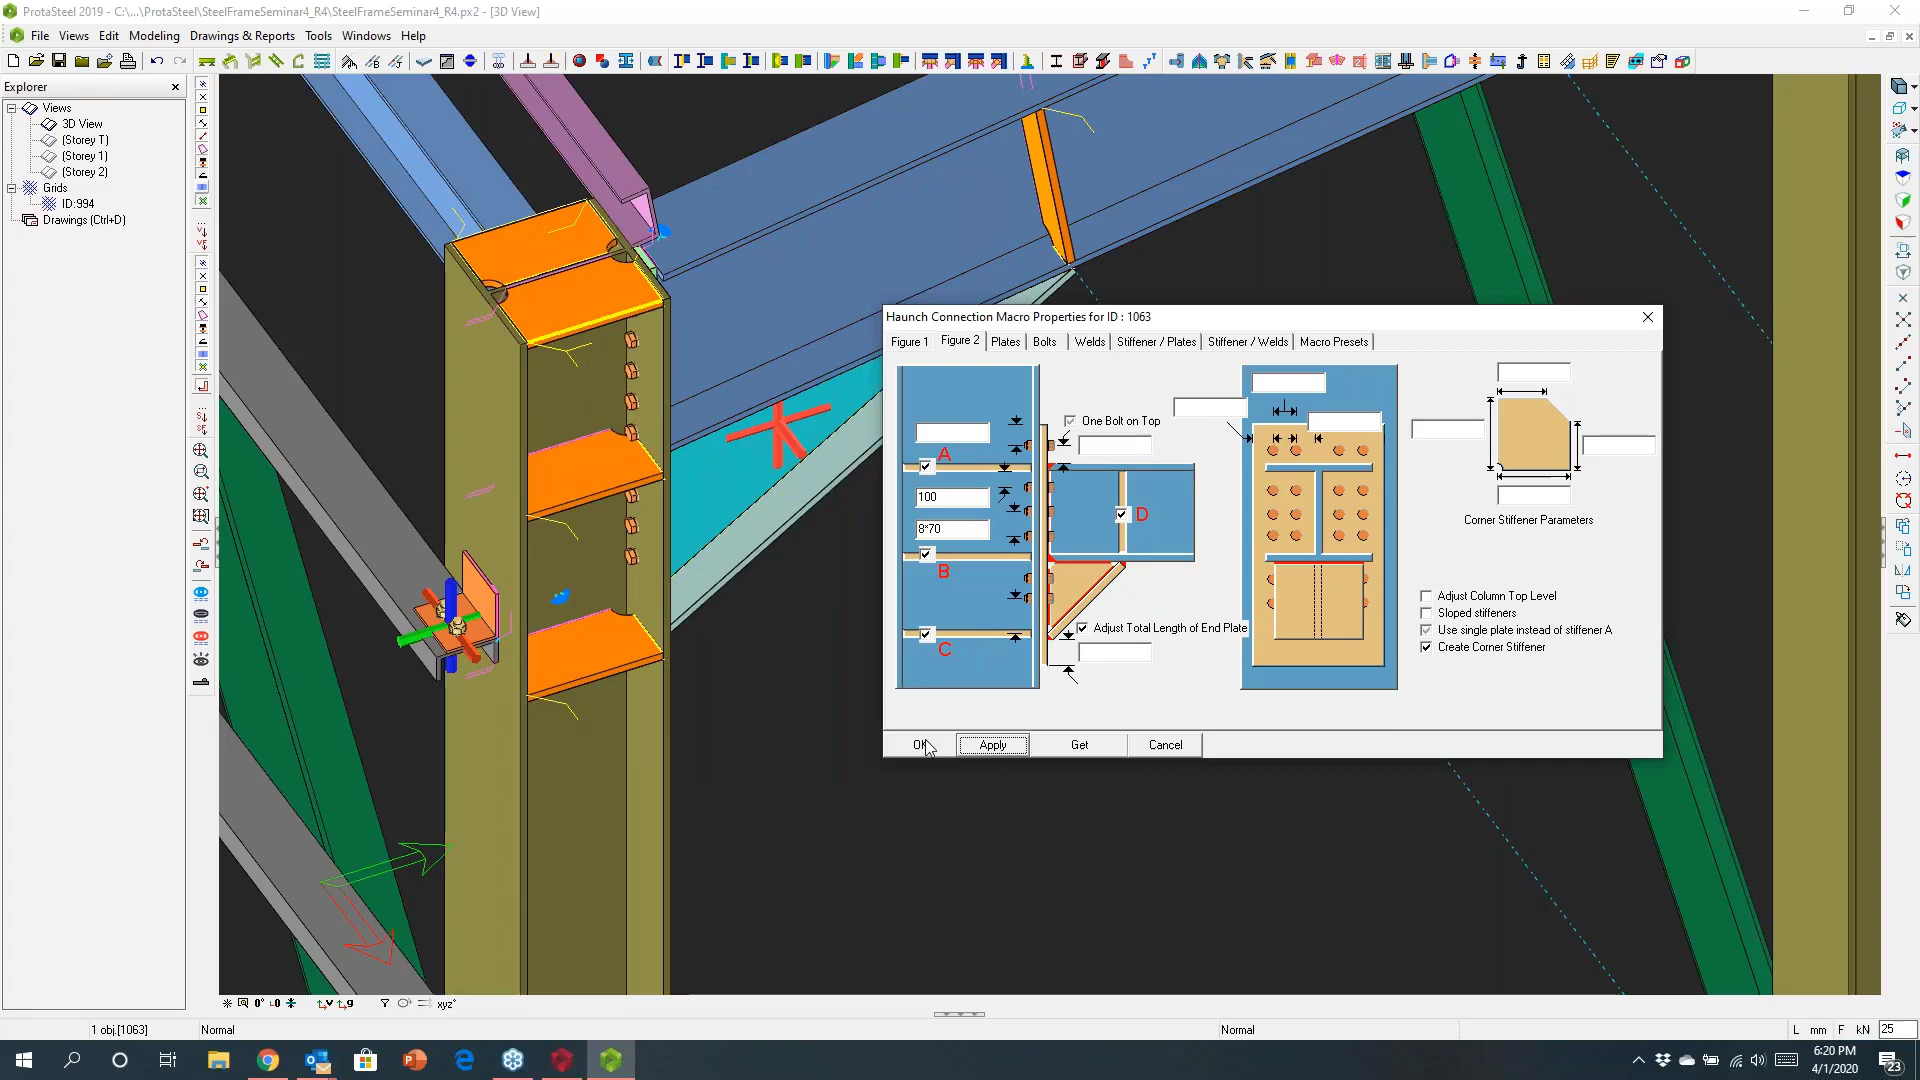 ProtaSteel 2019 - C:\...\ProtaSteel\SteelFrameSeminar4_R4\SteelFrameSeminar4_R4.px2 - [3D View]
File Views Edit Modeling Drawings & Reports Tools Windows Help
Explorer
Views
3D View
(Storey T)
(Storey 1)
(Storey 2)
Grids
ID:994
Drawings (Ctrl+D)
Haunch Connection Macro Properties for ID : 1063
Figure 1 Figure 2 Plates Bolts Welds Stiffener / Plates Stiffener / Welds Macro Presets
One Bolt on Top
A
100
8*70
D
B
Corner Stiffener Parameters
Adjust Total Length of End Plate
C
Adjust Column Top Level
Sloped stiffeners
Use single plate instead of stiffener A
Create Corner Stiffener
OK Apply Get Cancel
xyz
1 obj.[1063] Normal Normal L mm F kN 25
6:20 PM
4/1/2020
23